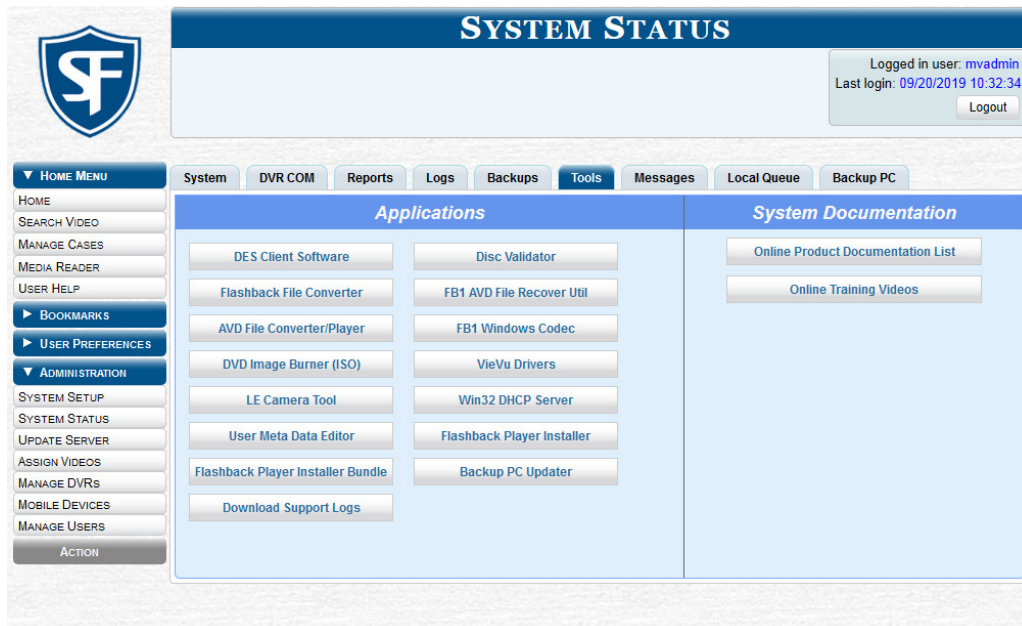 SYSTEM STATUS
SF
Logged in user: mvadmin
Last login: 09/20/2019 10:32:34
Logout
▼ HOME MENU
HOME
SEARCH VIDEO
MANAGE CASES
MEDIA READER
USER HELP
► BOOKMARKS
► USER PREFERENCES
▼ ADMINISTRATION
SYSTEM SETUP
SYSTEM STATUS
UPDATE SERVER
ASSIGN VIDEOS
MANAGE DVRS
MOBILE DEVICES
MANAGE USERS
ACTION
System DVR COM Reports Logs Backups Tools Messages Local Queue Backup PC
Applications
DES Client Software
Disc Validator
Flashback File Converter
FB1 AVD File Recover Util
AVD File Converter/Player
FB1 Windows Codec
DVD Image Burner (ISO)
VieVu Drivers
LE Camera Tool
Win32 DHCP Server
User Meta Data Editor
Flashback Player Installer
Flashback Player Installer Bundle
Backup PC Updater
Download Support Logs
System Documentation
Online Product Documentation List
Online Training Videos